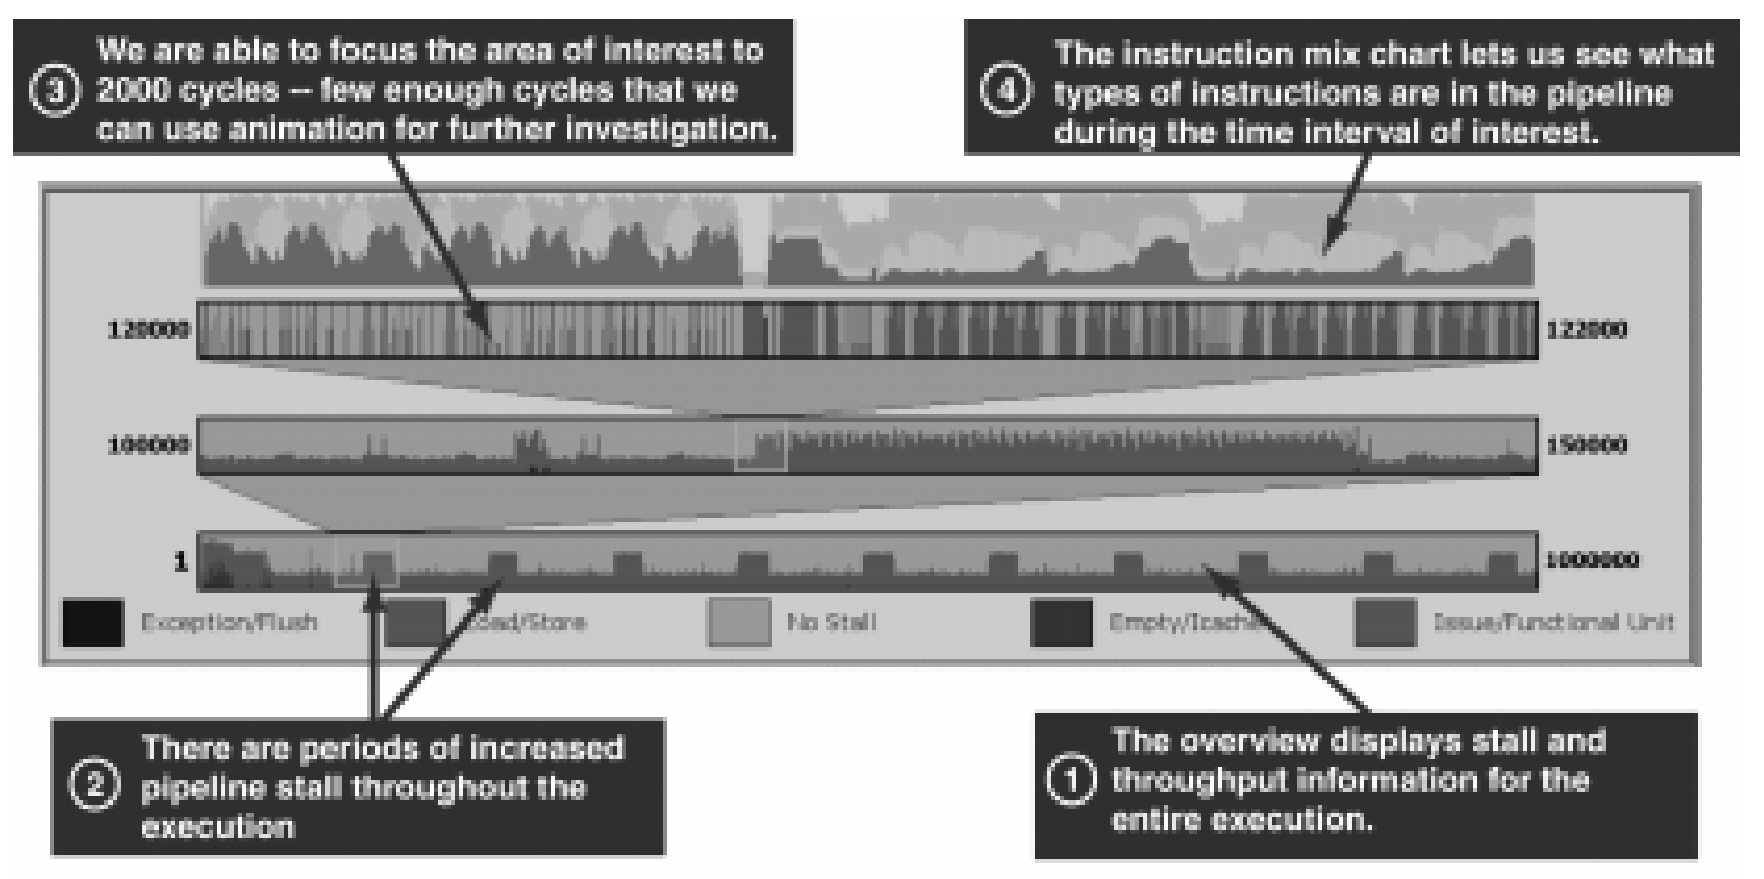 ③ We are able to focus the area of interest to
2000 cycles -- few enough cycles that we
can use animation for further investigation.
④ The instruction mix chart lets us see what
types of instructions are in the pipeline
during the time interval of interest.
120000
122000
100000
150000
1
1000000
Exception/Flush
Load/Store
No Stall
Empty/Icache
Issue/Functional Unit
② There are periods of increased
pipeline stall throughout the
execution
① The overview displays stall and
throughput information for the
entire execution.